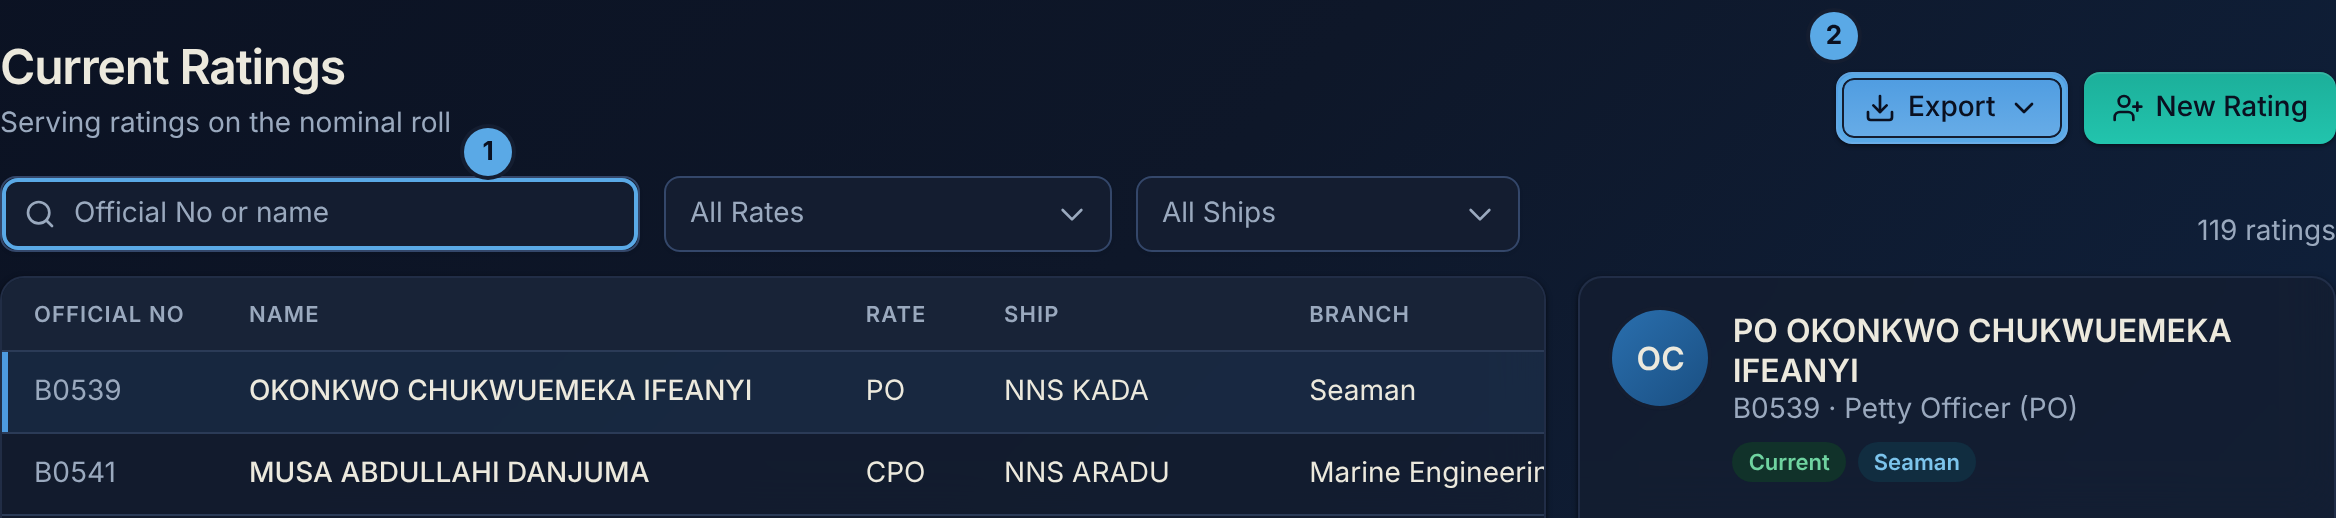 Current Ratings
Serving ratings on the nominal roll
1
2
Export
New Rating
Official No or name
All Rates
All Ships
119 ratings
OFFICIAL NO NAME RATE SHIP BRANCH
B0539 OKONKWO CHUKWUEMEKA IFEANYI PO NNS KADA Seaman
B0541 MUSA ABDULLAHI DANJUMA CPO NNS ARADU Marine Engineerin
OC
PO OKONKWO CHUKWUEMEKA
IFEANYI
B0539 · Petty Officer (PO)
Current Seaman